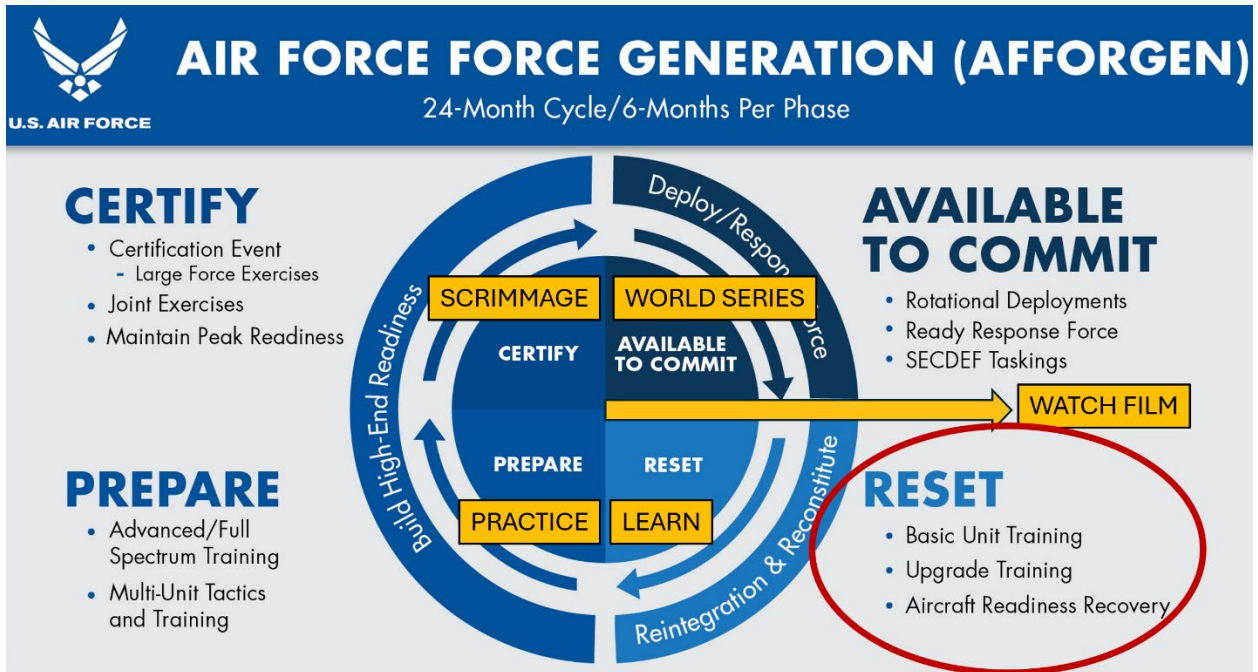 AIR FORCE FORCE GENERATION (AFFORGEN)
24-Month Cycle/6-Months Per Phase
U.S. AIR FORCE
CERTIFY
• Certification Event
- Large Force Exercises
• Joint Exercises
• Maintain Peak Readiness
PREPARE
• Advanced/Full
Spectrum Training
• Multi-Unit Tactics
and Training
Build High-End Readiness
Deploy/Respon Force
SCRIMMAGE
WORLD SERIES
CERTIFY
AVAILABLE
TO COMMIT
PREPARE
RESET
PRACTICE
LEARN
Reintegration & Reconstitute
AVAILABLE
TO COMMIT
• Rotational Deployments
• Ready Response Force
• SECDEF Taskings
WATCH FILM
RESET
• Basic Unit Training
• Upgrade Training
• Aircraft Readiness Recovery